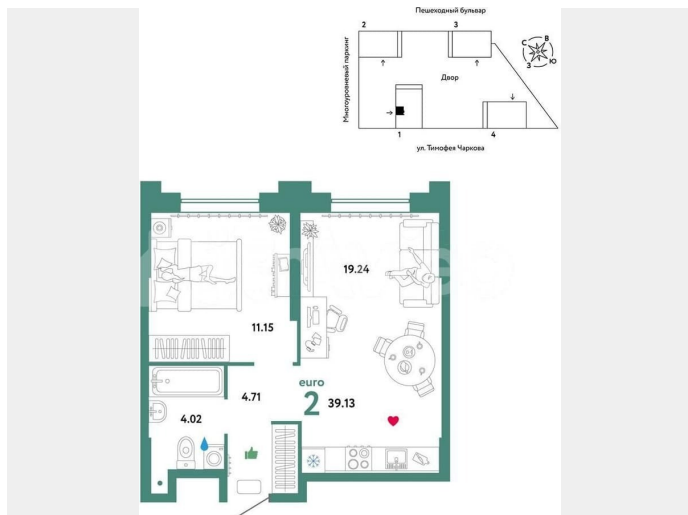 Пешеходный бульвар
2
3
С
В
З
Ю
Многоуровневый паркинг
Двор
1
4
ул. Тимофея Чаркова
19.24
11.15
euro
2
39.13
4.71
4.02